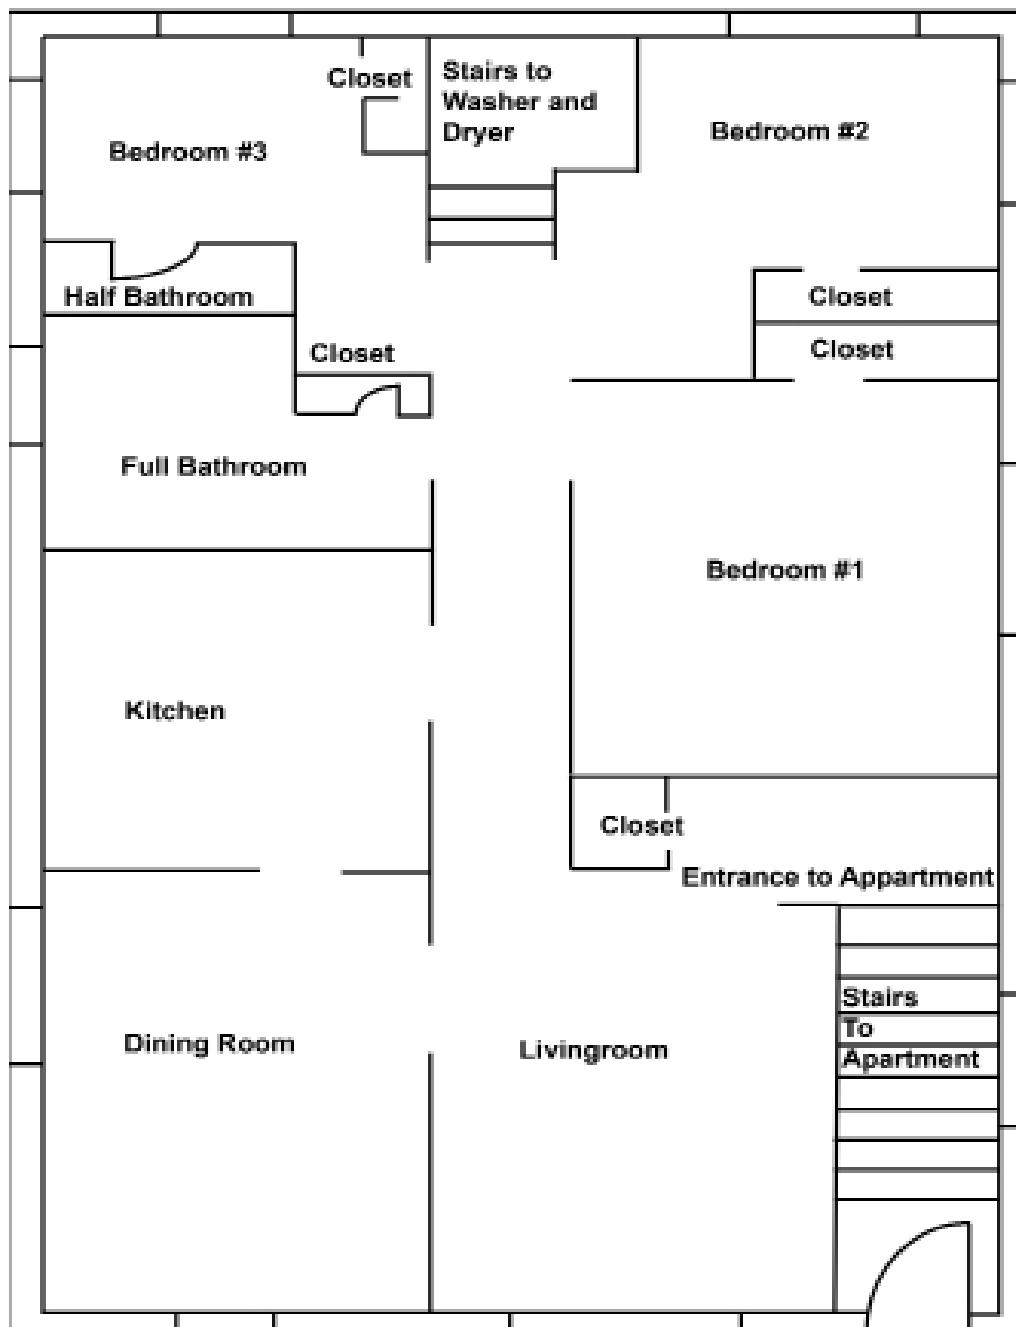 Closet
Stairs to
Washer and
Dryer
Bedroom #2
Bedroom #3
Half Bathroom
Closet
Closet
Closet
Full Bathroom
Bedroom #1
Kitchen
Closet
Entrance to Appartment
Stairs
To
Apartment
Dining Room
Livingroom